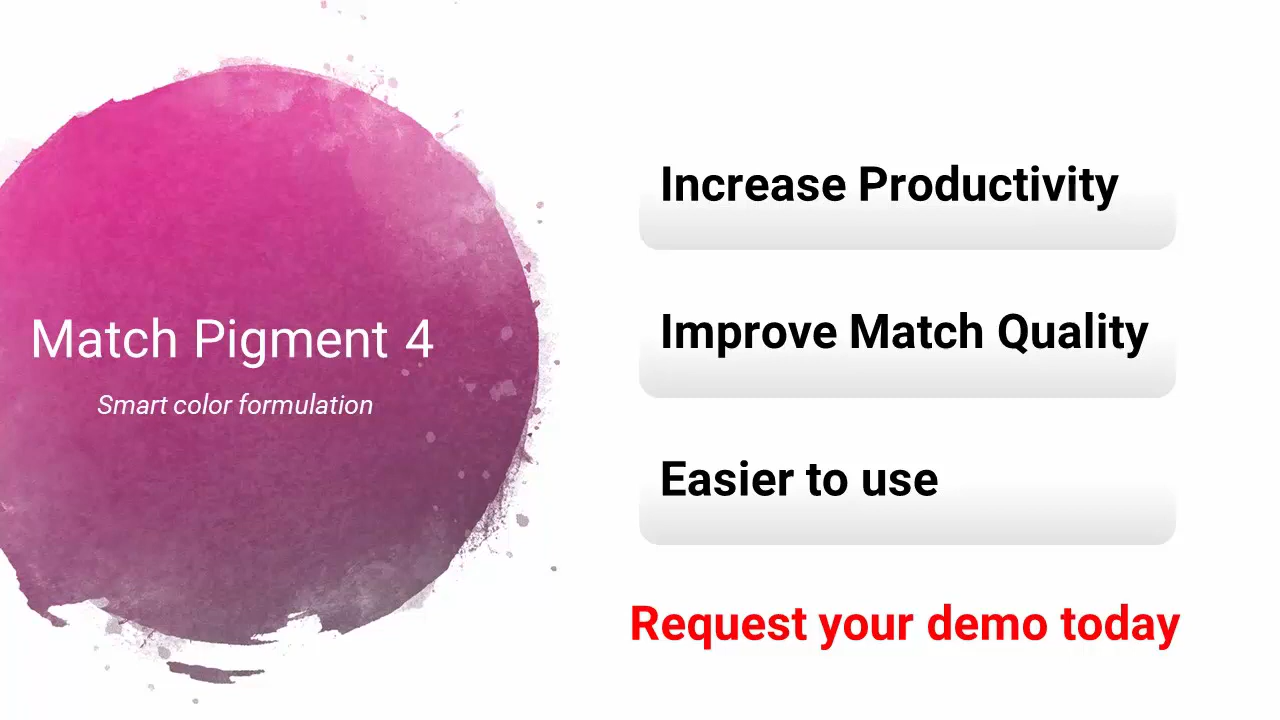 Match Pigment 4
Smart color formulation
Increase Productivity
Improve Match Quality
Easier to use
Request your demo today